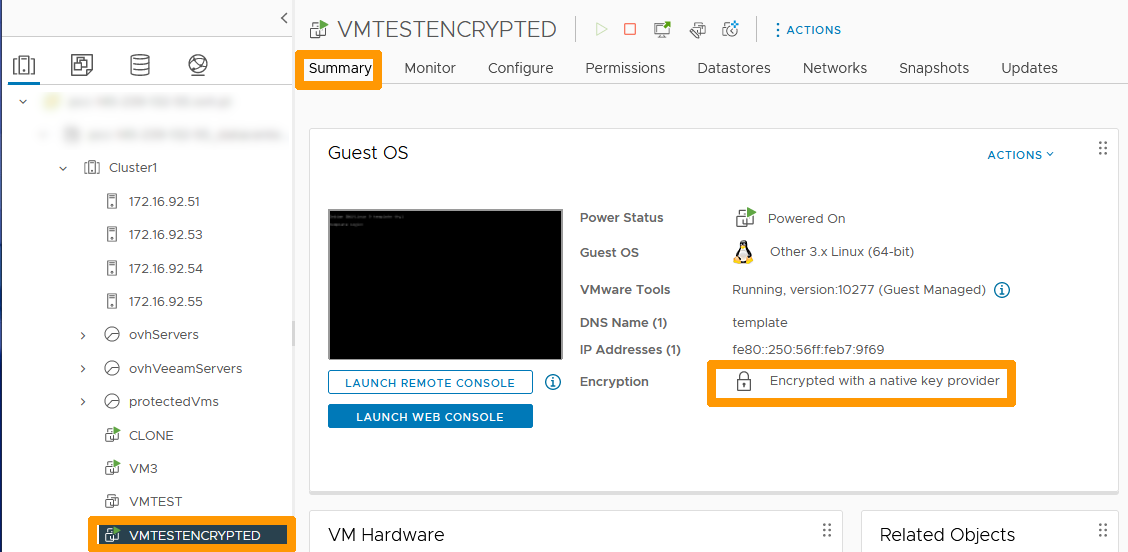 VMTESTENCRYPTED
ACTIONS
Summary Monitor Configure Permissions Datastores Networks Snapshots Updates
Cluster1
172.16.92.51
172.16.92.53
172.16.92.54
172.16.92.55
ovhServers
ovhVeeamServers
protectedVms
CLONE
VM3
VMTEST
VMTESTENCRYPTED
Guest OS
ACTIONS
Power Status Powered On
Guest OS Other 3.x Linux (64-bit)
VMware Tools Running, version:10277 (Guest Managed)
DNS Name (1) template
IP Addresses (1) fe80::250:56ff:feb7:9f69
Encryption Encrypted with a native key provider
LAUNCH REMOTE CONSOLE
LAUNCH WEB CONSOLE
VM Hardware
Related Objects